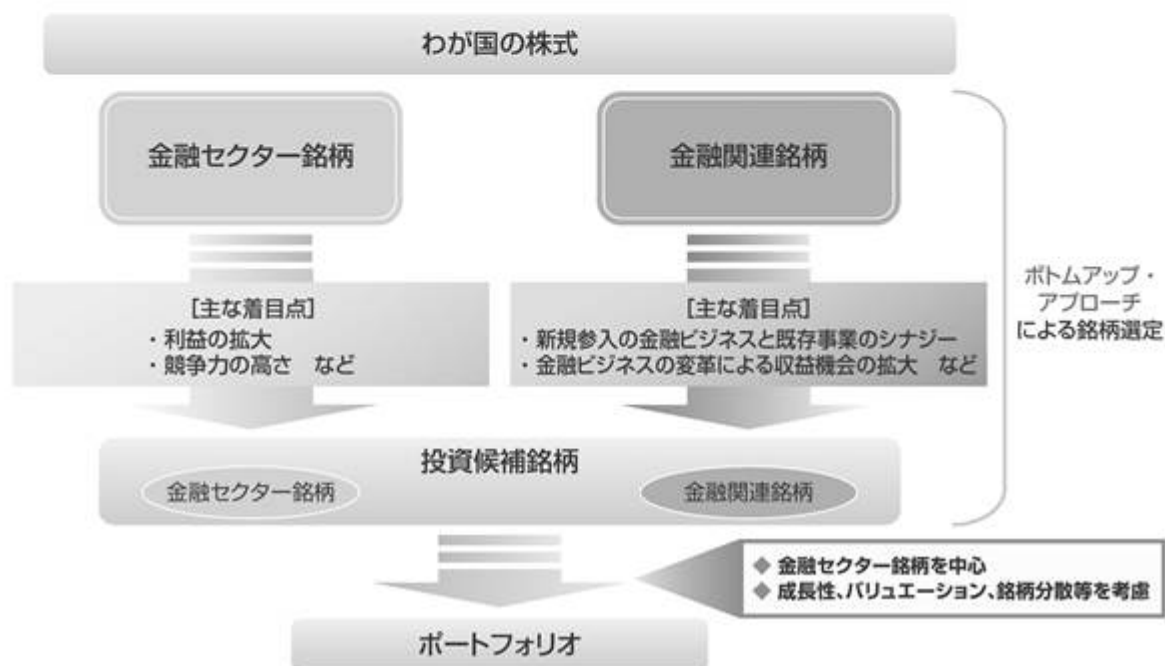 わが国の株式
金融セクター銘柄
金融関連銘柄
[主な着目点]
・利益の拡大
・競争力の高さ　など
[主な着目点]
・新規参入の金融ビジネスと既存事業のシナジー
・金融ビジネスの変革による収益機会の拡大　など
ボトムアップ・
アプローチ
による銘柄選定
投資候補銘柄
金融セクター銘柄
金融関連銘柄
◆ 金融セクター銘柄を中心
◆ 成長性、バリュエーション、銘柄分散等を考慮
ポートフォリオ